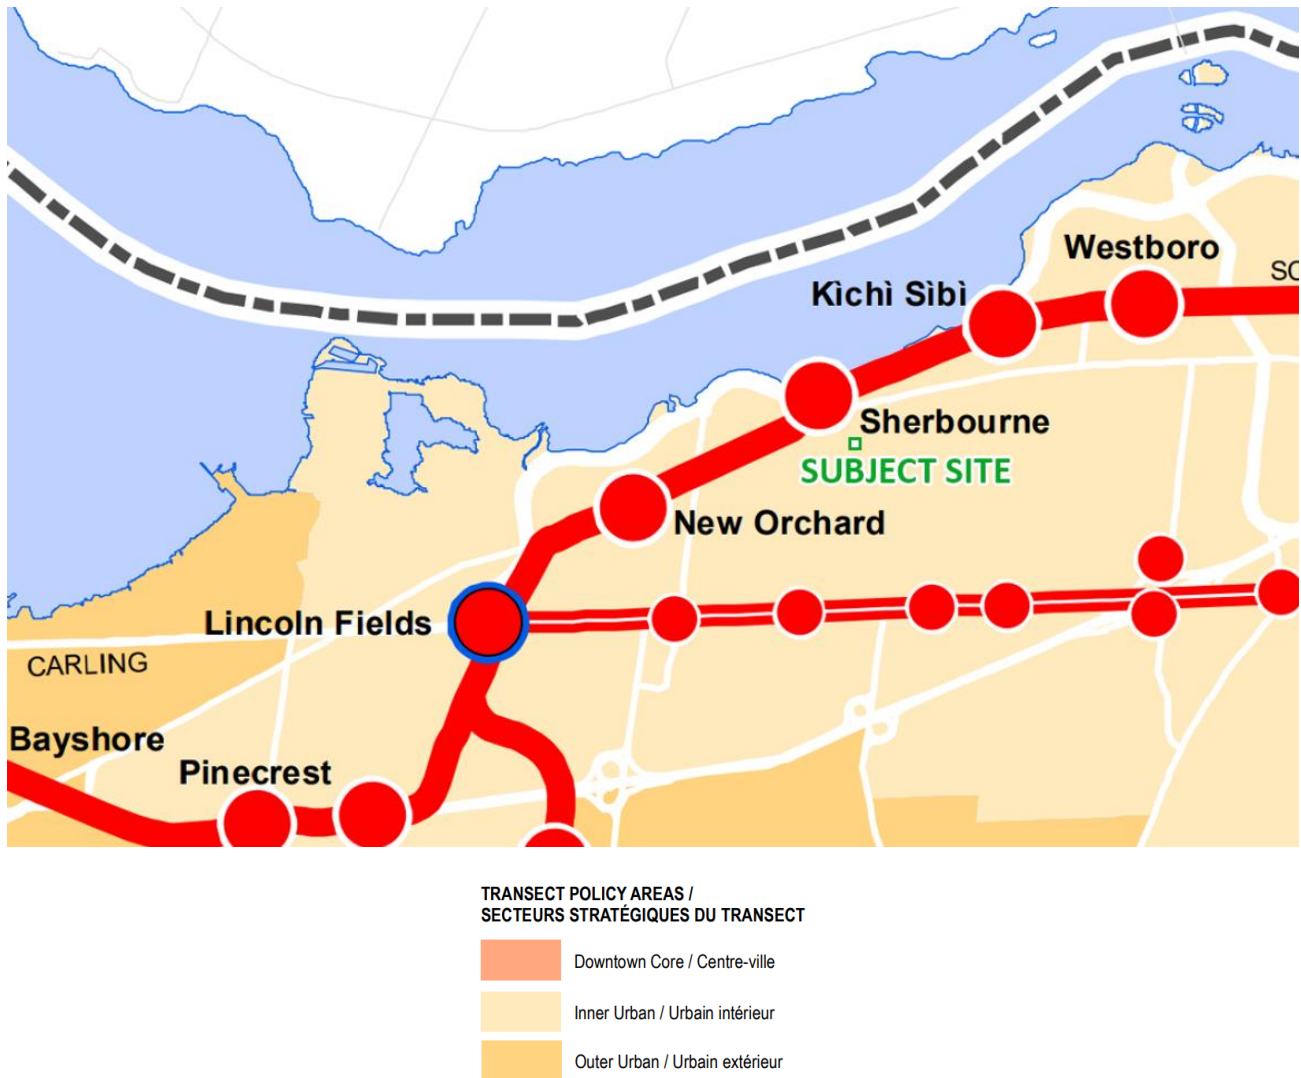 Westboro
SC
Kìchì Sìbì
Sherbourne
SUBJECT SITE
New Orchard
Lincoln Fields
CARLING
Bayshore
Pinecrest
TRANSECT POLICY AREAS /
SECTEURS STRATÉGIQUES DU TRANSECT
Downtown Core / Centre-ville
Inner Urban / Urbain intérieur
Outer Urban / Urbain extérieur